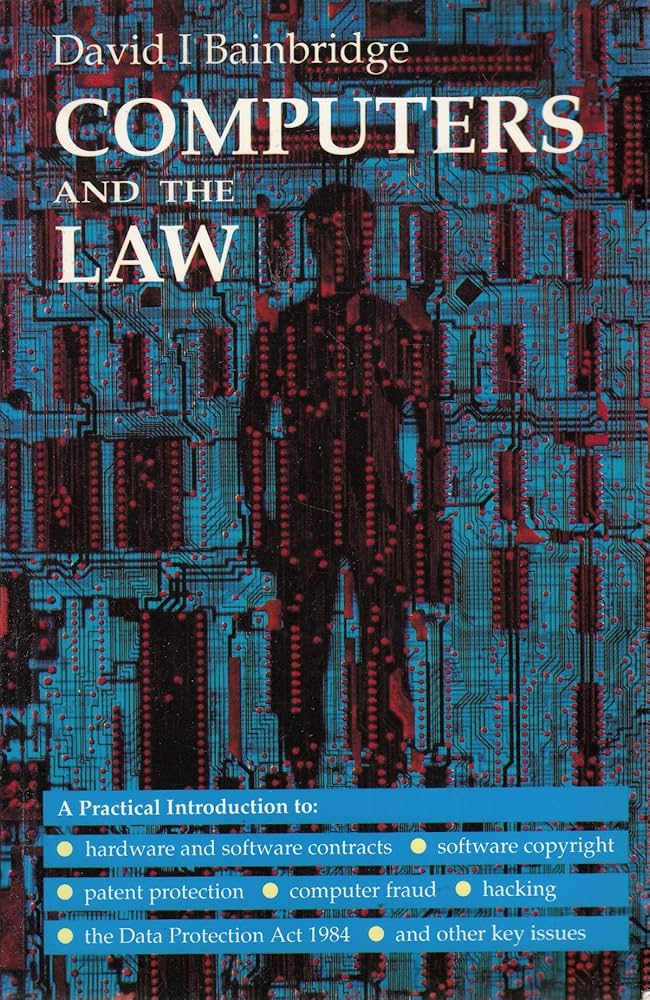 David I Bainbridge
COMPUTERS
AND THE
LAW
A Practical Introduction to:
● hardware and software contracts ● software copyright
● patent protection ● computer fraud ● hacking
● the Data Protection Act 1984 ● and other key issues